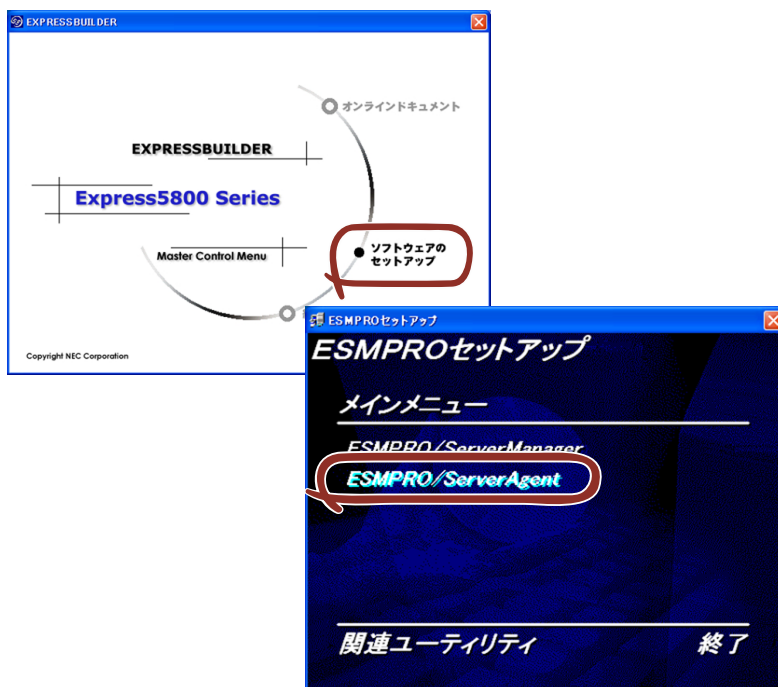 EXPRESSBUILDER
オンラインドキュメント
EXPRESSBUILDER
Express5800 Series
ソフトウェアの
セットアップ
Master Control Menu
Copyright NEC Corporation
ESMPROセットアップ
ESMPROセットアップ
メインメニュー
ESMPRO/ServerManager
ESMPRO/ServerAgent
関連ユーティリティ
終了